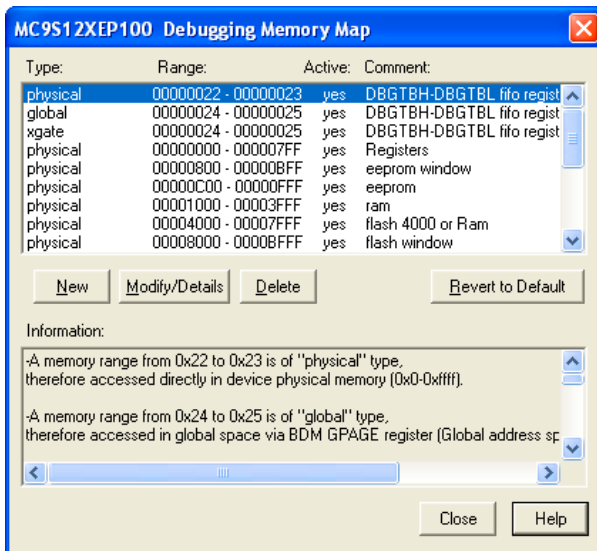 MC9S12XEP100 Debugging Memory Map
Type: Range: Active: Comment:
physical 00000022 - 00000023 yes DBGTBH-DBGTBL fifo regist
global 00000024 - 00000025 yes DBGTBH-DBGTBL fifo regist
xgate 00000024 - 00000025 yes DBGTBH-DBGTBL fifo regist
physical 00000000 - 000007FF yes Registers
physical 00000800 - 00000BFF yes eeprom window
physical 00000C00 - 00000FFF yes eeprom
physical 00001000 - 00003FFF yes ram
physical 00004000 - 00007FFF yes flash 4000 or Ram
physical 00008000 - 0000BFFF yes flash window
New Modify/Details Delete Revert to Default
Information:
-A memory range from 0x22 to 0x23 is of "physical" type,
therefore accessed directly in device physical memory (0x0-0xffff).
-A memory range from 0x24 to 0x25 is of "global" type,
therefore accessed in global space via BDM GPAGE register (Global address sp
Close Help